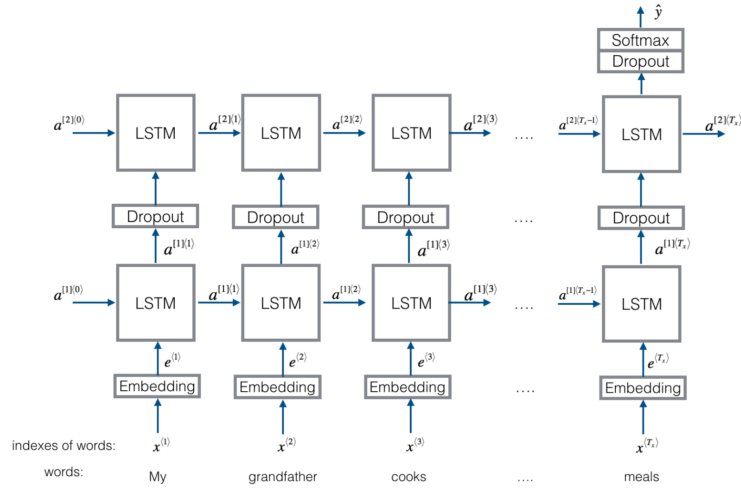 ŷ
Softmax
Dropout
a^[2]⟨0⟩ LSTM a^[2]⟨1⟩ LSTM a^[2]⟨2⟩ LSTM a^[2]⟨3⟩ .... a^[2]⟨Tₓ−1⟩ LSTM a^[2]⟨Tₓ⟩
Dropout Dropout Dropout .... Dropout
a^[1]⟨1⟩ a^[1]⟨2⟩ a^[1]⟨3⟩ a^[1]⟨Tₓ⟩
a^[1]⟨0⟩ LSTM a^[1]⟨1⟩ LSTM a^[1]⟨2⟩ LSTM a^[1]⟨3⟩ .... a^[1]⟨Tₓ−1⟩ LSTM
e^⟨1⟩ e^⟨2⟩ e^⟨3⟩ e^⟨Tₓ⟩
Embedding Embedding Embedding .... Embedding
indexes of words: x^⟨1⟩ x^⟨2⟩ x^⟨3⟩ x^⟨Tₓ⟩
words: My grandfather cooks .... meals